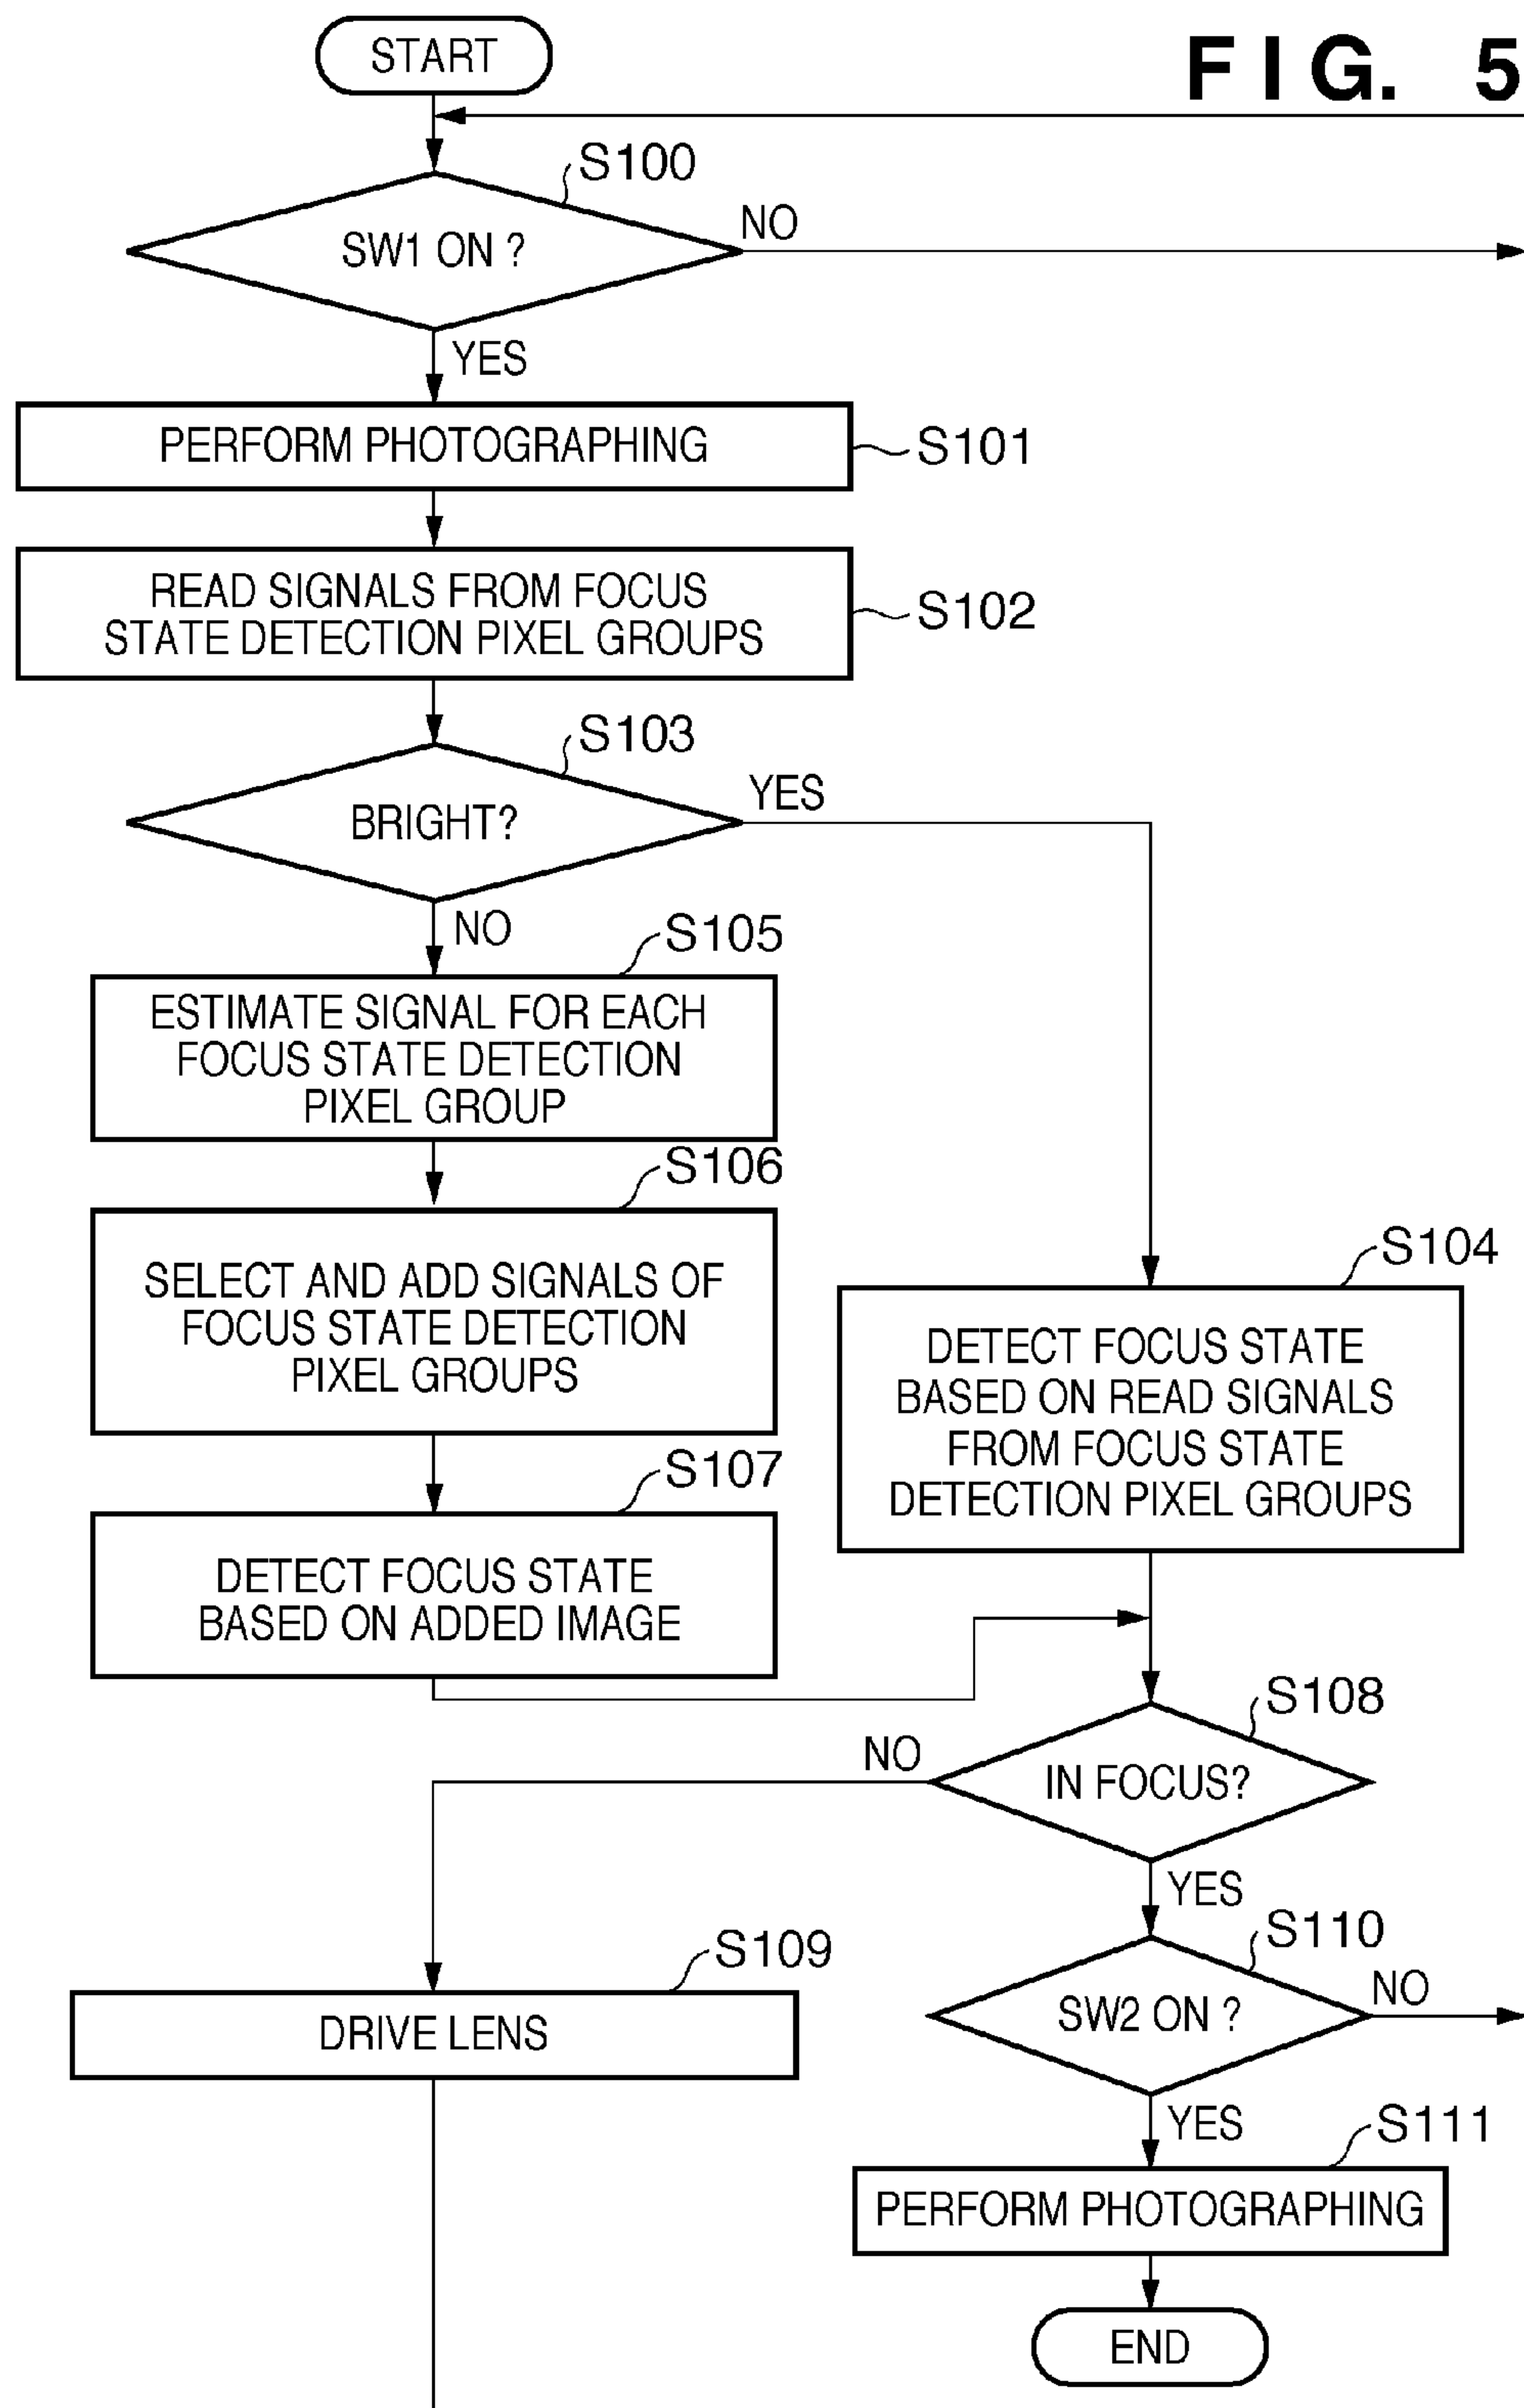 FIG. 5
START
S100
SW1 ON ?
NO
YES
PERFORM PHOTOGRAPHING
S101
READ SIGNALS FROM FOCUS
STATE DETECTION PIXEL GROUPS
S102
S103
BRIGHT?
YES
NO
S105
ESTIMATE SIGNAL FOR EACH
FOCUS STATE DETECTION
PIXEL GROUP
S106
SELECT AND ADD SIGNALS OF
FOCUS STATE DETECTION
PIXEL GROUPS
S104
DETECT FOCUS STATE
BASED ON READ SIGNALS
FROM FOCUS STATE
DETECTION PIXEL GROUPS
S107
DETECT FOCUS STATE
BASED ON ADDED IMAGE
S108
IN FOCUS?
NO
YES
S109
DRIVE LENS
S110
SW2 ON ?
NO
YES
S111
PERFORM PHOTOGRAPHING
END